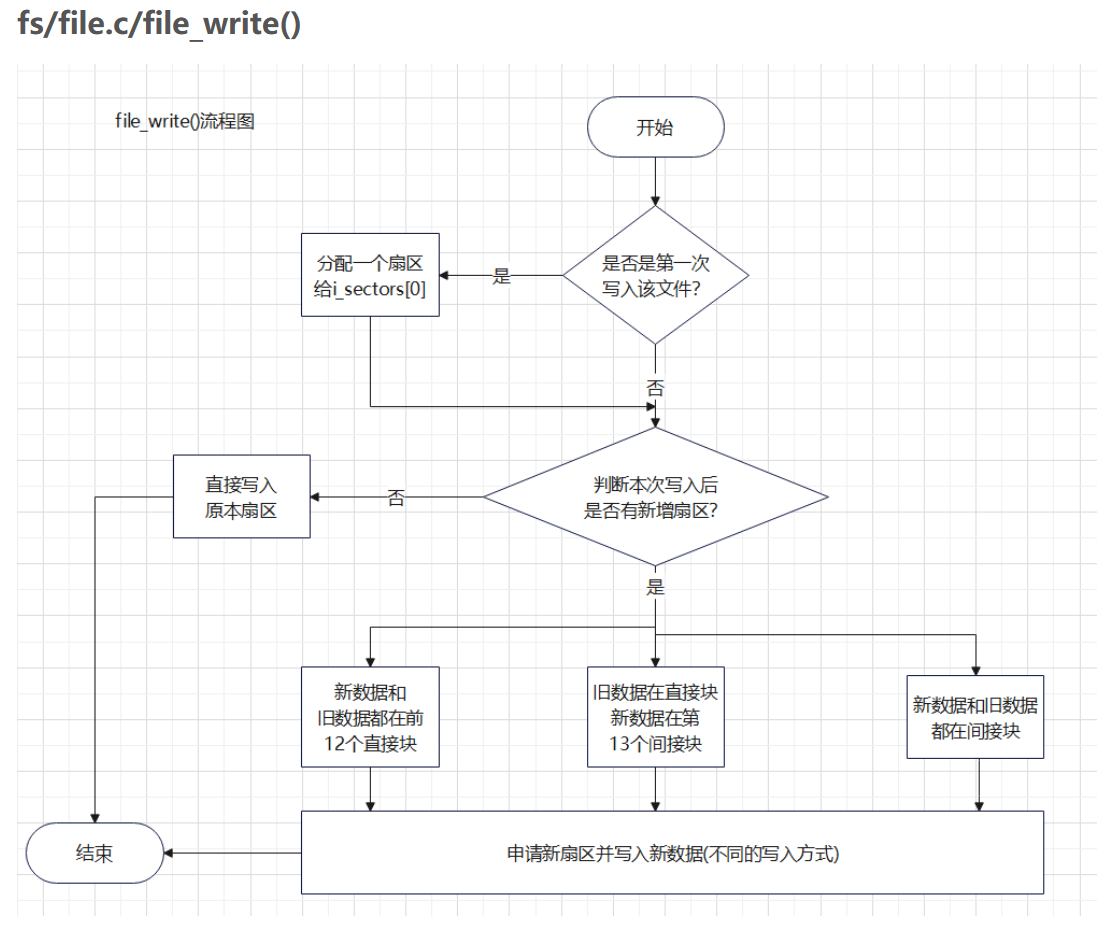 fs/file.c/file_write()
file_write()流程图
开始
是否是第一次
写入该文件?
是
分配一个扇区
给i_sectors[0]
否
判断本次写入后
是否有新增扇区?
否
直接写入
原本扇区
是
新数据和
旧数据都在前
12个直接块
旧数据在直接块
新数据在第
13个间接块
新数据和旧数据
都在间接块
申请新扇区并写入新数据(不同的写入方式)
结束